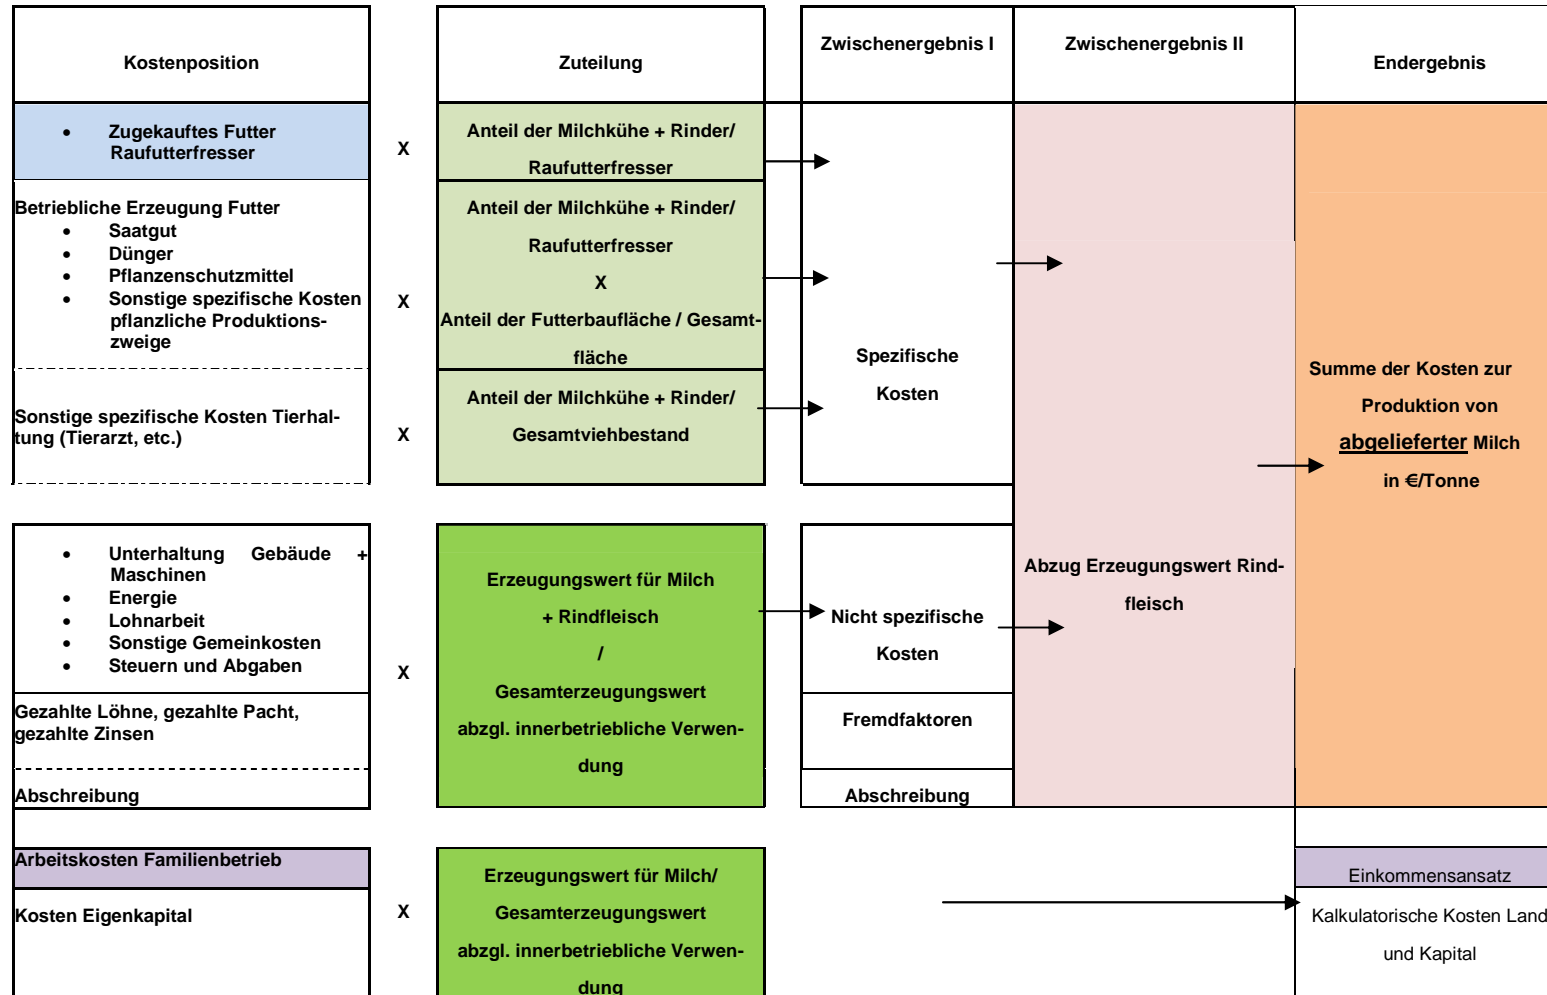 Kostenposition
Zuteilung
Zwischenergebnis I
Zwischenergebnis II
Endergebnis
• Zugekauftes Futter
Raufutterfresser
X
Anteil der Milchkühe + Rinder/
Raufutterfresser
Betriebliche Erzeugung Futter
• Saatgut
• Dünger
• Pflanzenschutzmittel
• Sonstige spezifische Kosten
pflanzliche Produktions-
zweige
X
Anteil der Milchkühe + Rinder/
Raufutterfresser
X
Anteil der Futterbaufläche / Gesamt-
fläche
Sonstige spezifische Kosten Tierhal-
tung (Tierarzt, etc.)
X
Anteil der Milchkühe + Rinder/
Gesamtviehbestand
Spezifische
Kosten
• Unterhaltung Gebäude +
Maschinen
• Energie
• Lohnarbeit
• Sonstige Gemeinkosten
• Steuern und Abgaben
Gezahlte Löhne, gezahlte Pacht,
gezahlte Zinsen
Abschreibung
X
Erzeugungswert für Milch
+ Rindfleisch
/
Gesamterzeugungswert
abzgl. innerbetriebliche Verwen-
dung
Nicht spezifische
Kosten
Fremdfaktoren
Abschreibung
Abzug Erzeugungswert Rind-
fleisch
Summe der Kosten zur
Produktion von
abgelieferter Milch
in €/Tonne
Arbeitskosten Familienbetrieb
Kosten Eigenkapital
X
Erzeugungswert für Milch/
Gesamterzeugungswert
abzgl. innerbetriebliche Verwen-
dung
Einkommensansatz
Kalkulatorische Kosten Land
und Kapital